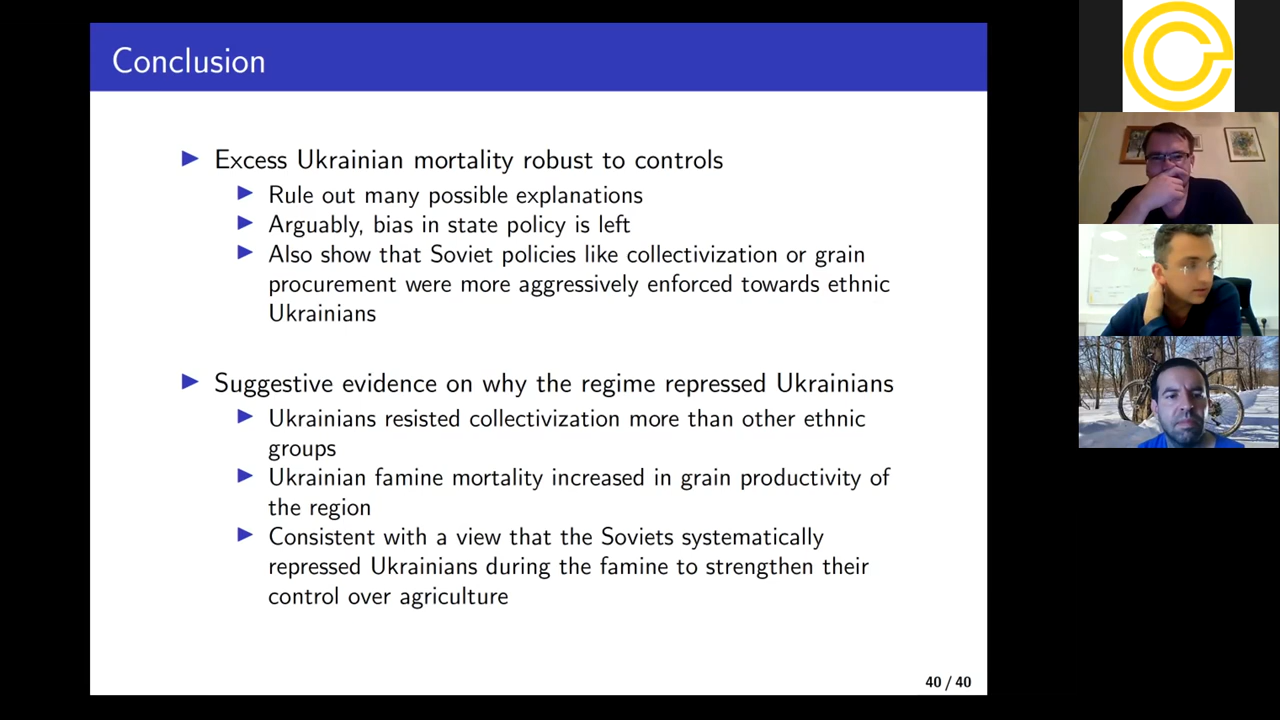 Conclusion
Excess Ukrainian mortality robust to controls
Rule out many possible explanations
Arguably, bias in state policy is left
Also show that Soviet policies like collectivization or grain
procurement were more aggressively enforced towards ethnic
Ukrainians
Suggestive evidence on why the regime repressed Ukrainians
Ukrainians resisted collectivization more than other ethnic
groups
Ukrainian famine mortality increased in grain productivity of
the region
Consistent with a view that the Soviets systematically
repressed Ukrainians during the famine to strengthen their
control over agriculture
40 / 40